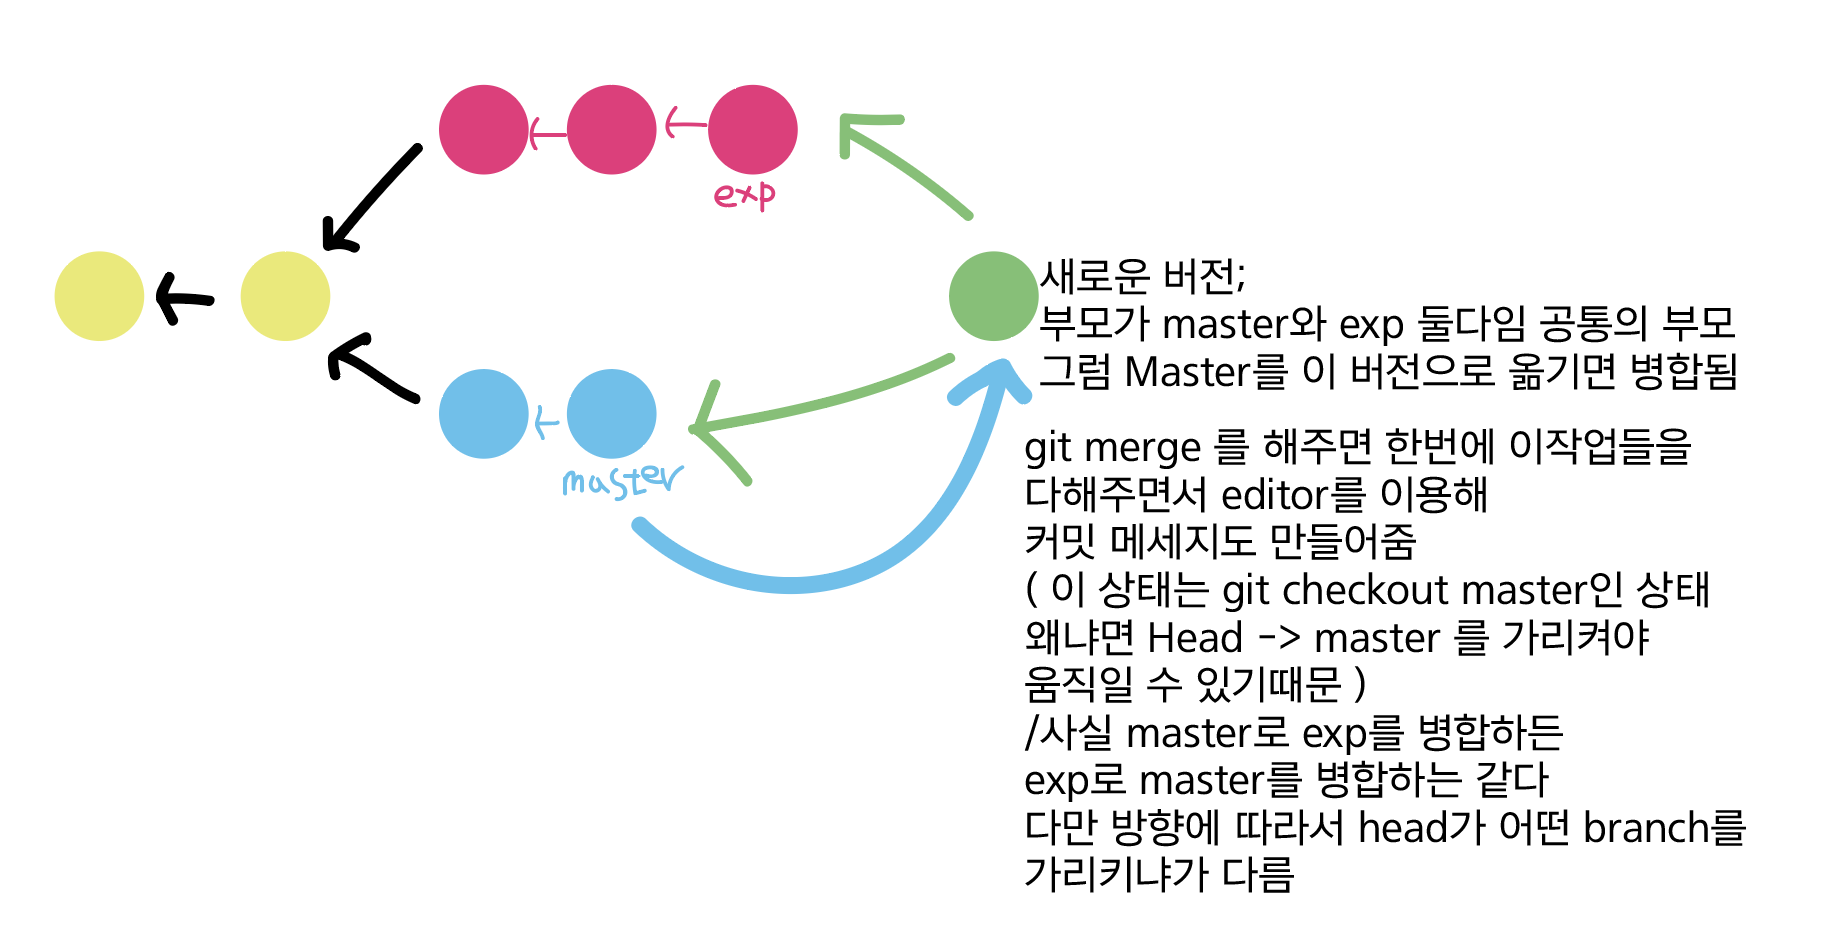 exp
master
새로운 버전;
부모가 master와 exp 둘다임 공통의 부모
그럼 Master를 이 버전으로 옮기면 병합됨
git merge 를 해주면 한번에 이작업들을
다해주면서 editor를 이용해
커밋 메세지도 만들어줌
( 이 상태는 git checkout master인 상태
왜냐면 Head -> master 를 가리켜야
움직일 수 있기때문 )
/사실 master로 exp를 병합하든
exp로 master를 병합하는 같다
다만 방향에 따라서 head가 어떤 branch를
가리키냐가 다름